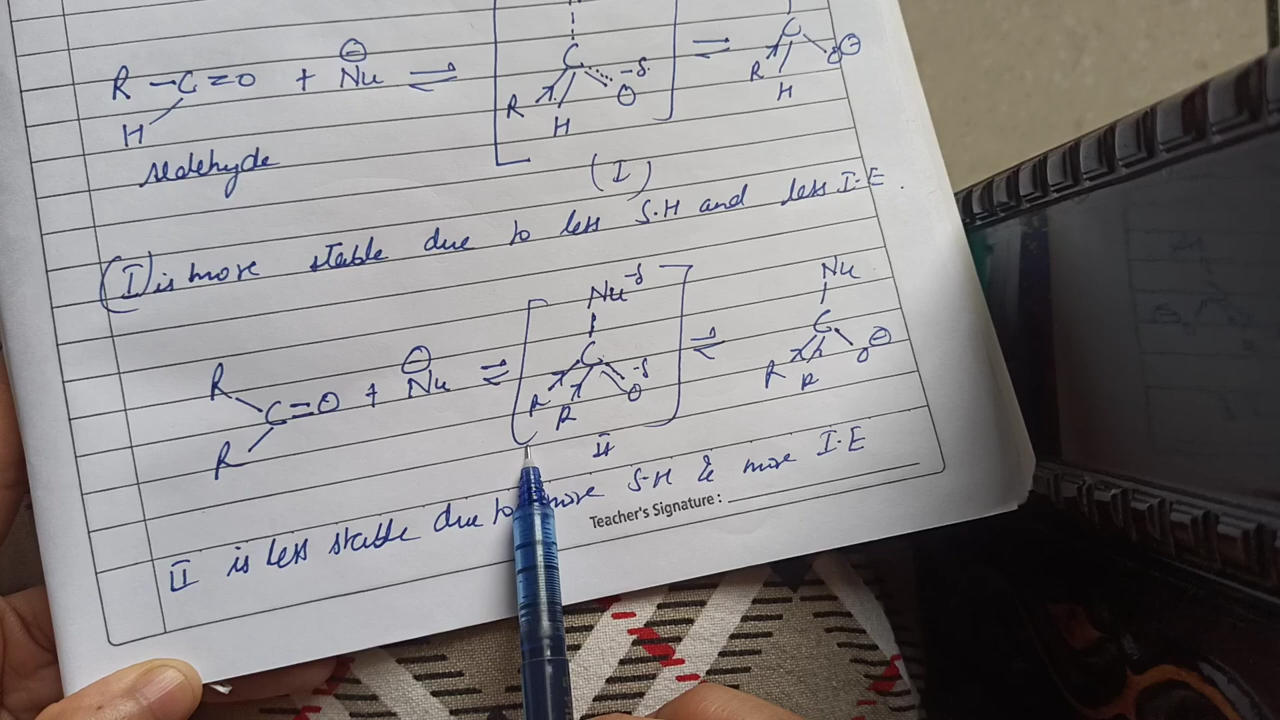 R-C=O + Nu⊖ ⇌ [C -δ O R H] ⇌ C O⊖ R H
H
Aldehyde
(I)
(I) is more stable due to less S.H and less I.E.
R R C=O + Nu⊖ ⇌ [Nu-δ C -δ O R R] ⇌ Nu C O⊖ R R
II
II is less stable due to more S.H & more I.E
Teacher's Signature :